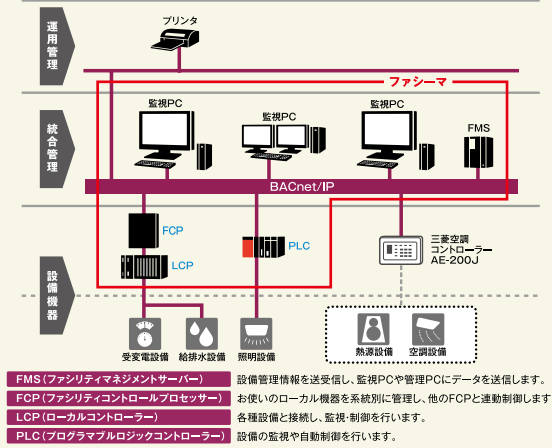 運用管理
プリンタ
ファシーマ
統合管理
監視PC
監視PC
監視PC
FMS
BACnet/IP
設備機器
FCP
LCP
PLC
三菱空調
コントローラー
AE-200J
受変電設備
給排水設備
照明設備
熱源設備
空調設備
FMS(ファシリティマネジメントサーバー) 設備管理情報を送受信し、監視PCや管理PCにデータを送信します。
FCP(ファシリティコントロールプロセッサー) お使いのローカル機器を系統別に管理し、他のFCPと連動制御します
LCP(ローカルコントローラー) 各種設備と接続し、監視・制御を行います。
PLC(プログラマブルロジックコントローラー) 設備の監視や自動制御を行います。